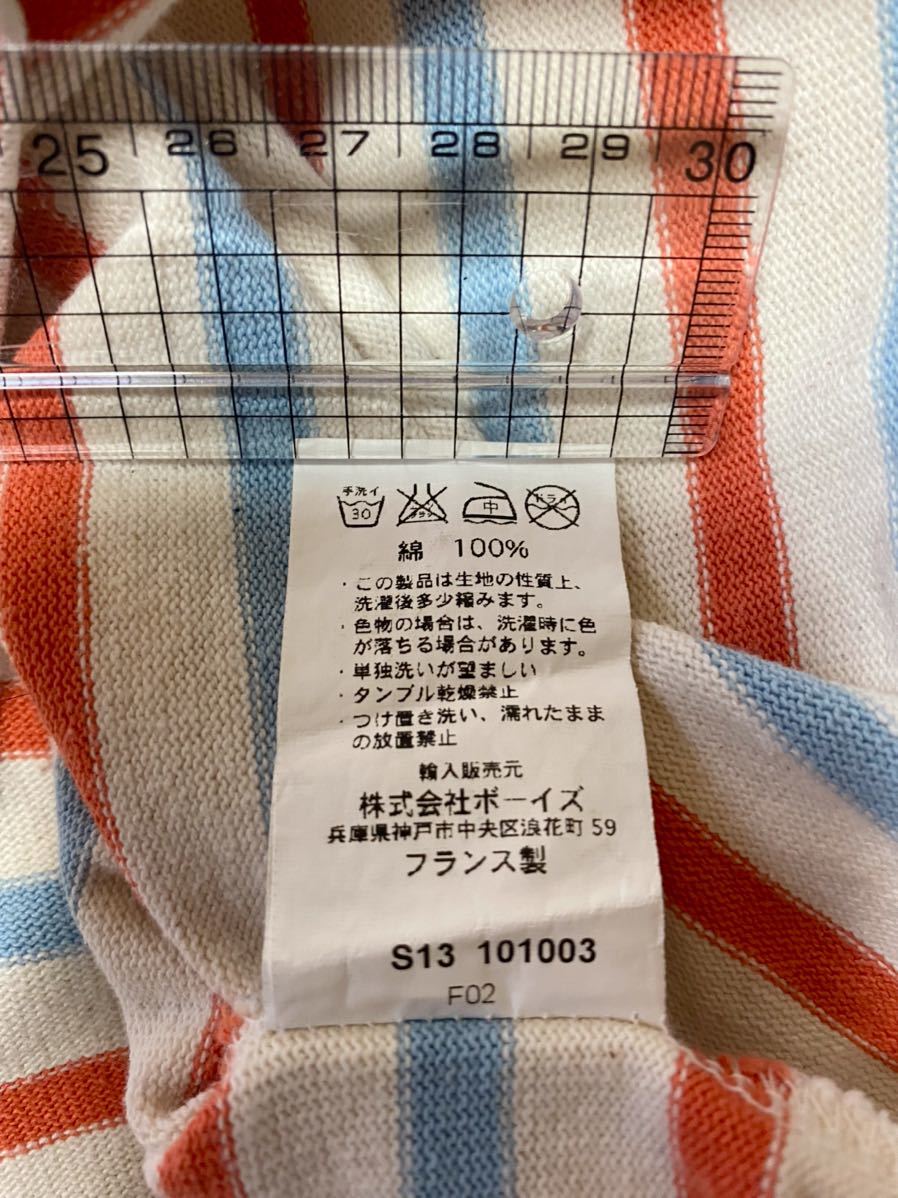 25 26 27 28 29 30
手洗イ
30 中 ドライ
綿 100%
・この製品は生地の性質上、
洗濯後多少縮みます。
・色物の場合は、洗濯時に色
が落ちる場合があります。
・単独洗いが望ましい
・タンブル乾燥禁止
・つけ置き洗い、濡れたまま
の放置禁止
輸入販売元
株式会社ボーイズ
兵庫県神戸市中央区浪花町 59
フランス製
S13 101003
F02